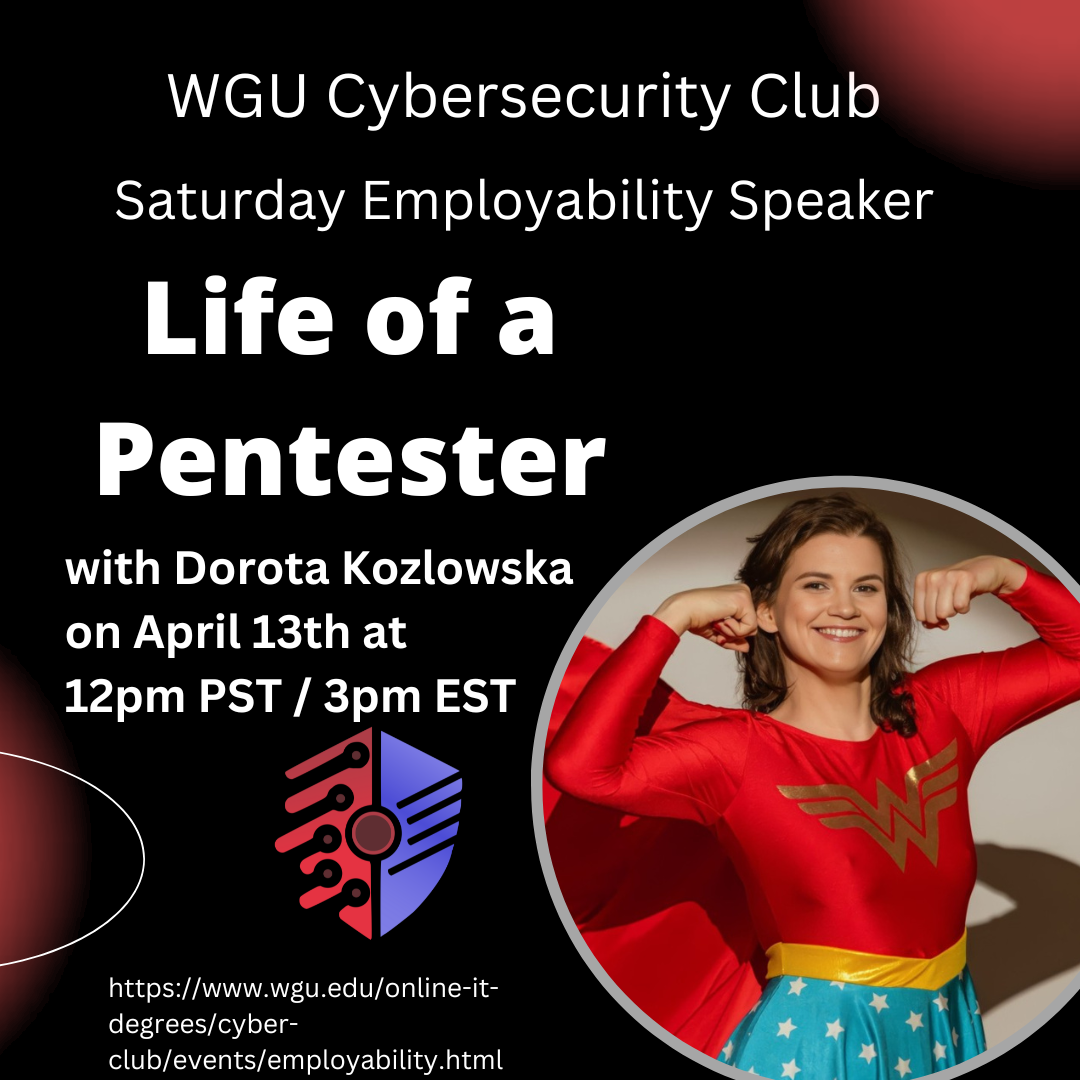 WGU Cybersecurity Club
Saturday Employability Speaker
Life of a
Pentester
with Dorota Kozlowska
on April 13th at
12pm PST / 3pm EST
https://www.wgu.edu/online-it-
degrees/cyber-
club/events/employability.html